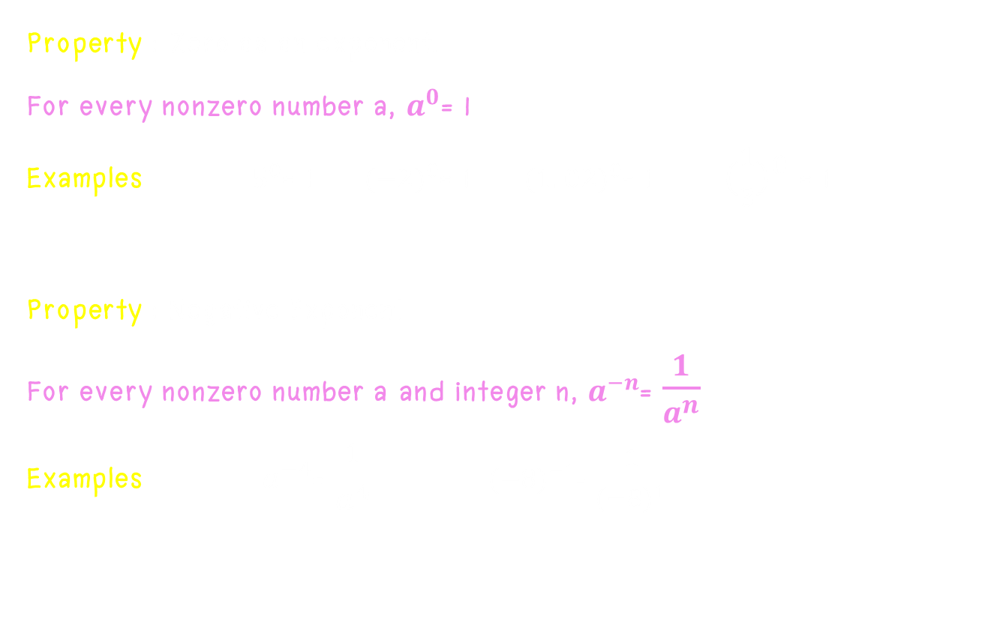 Property
For every nonzero number a, a⁰= 1
Examples
Property
For every nonzero number a and integer n, a⁻ⁿ= 1/aⁿ
Examples